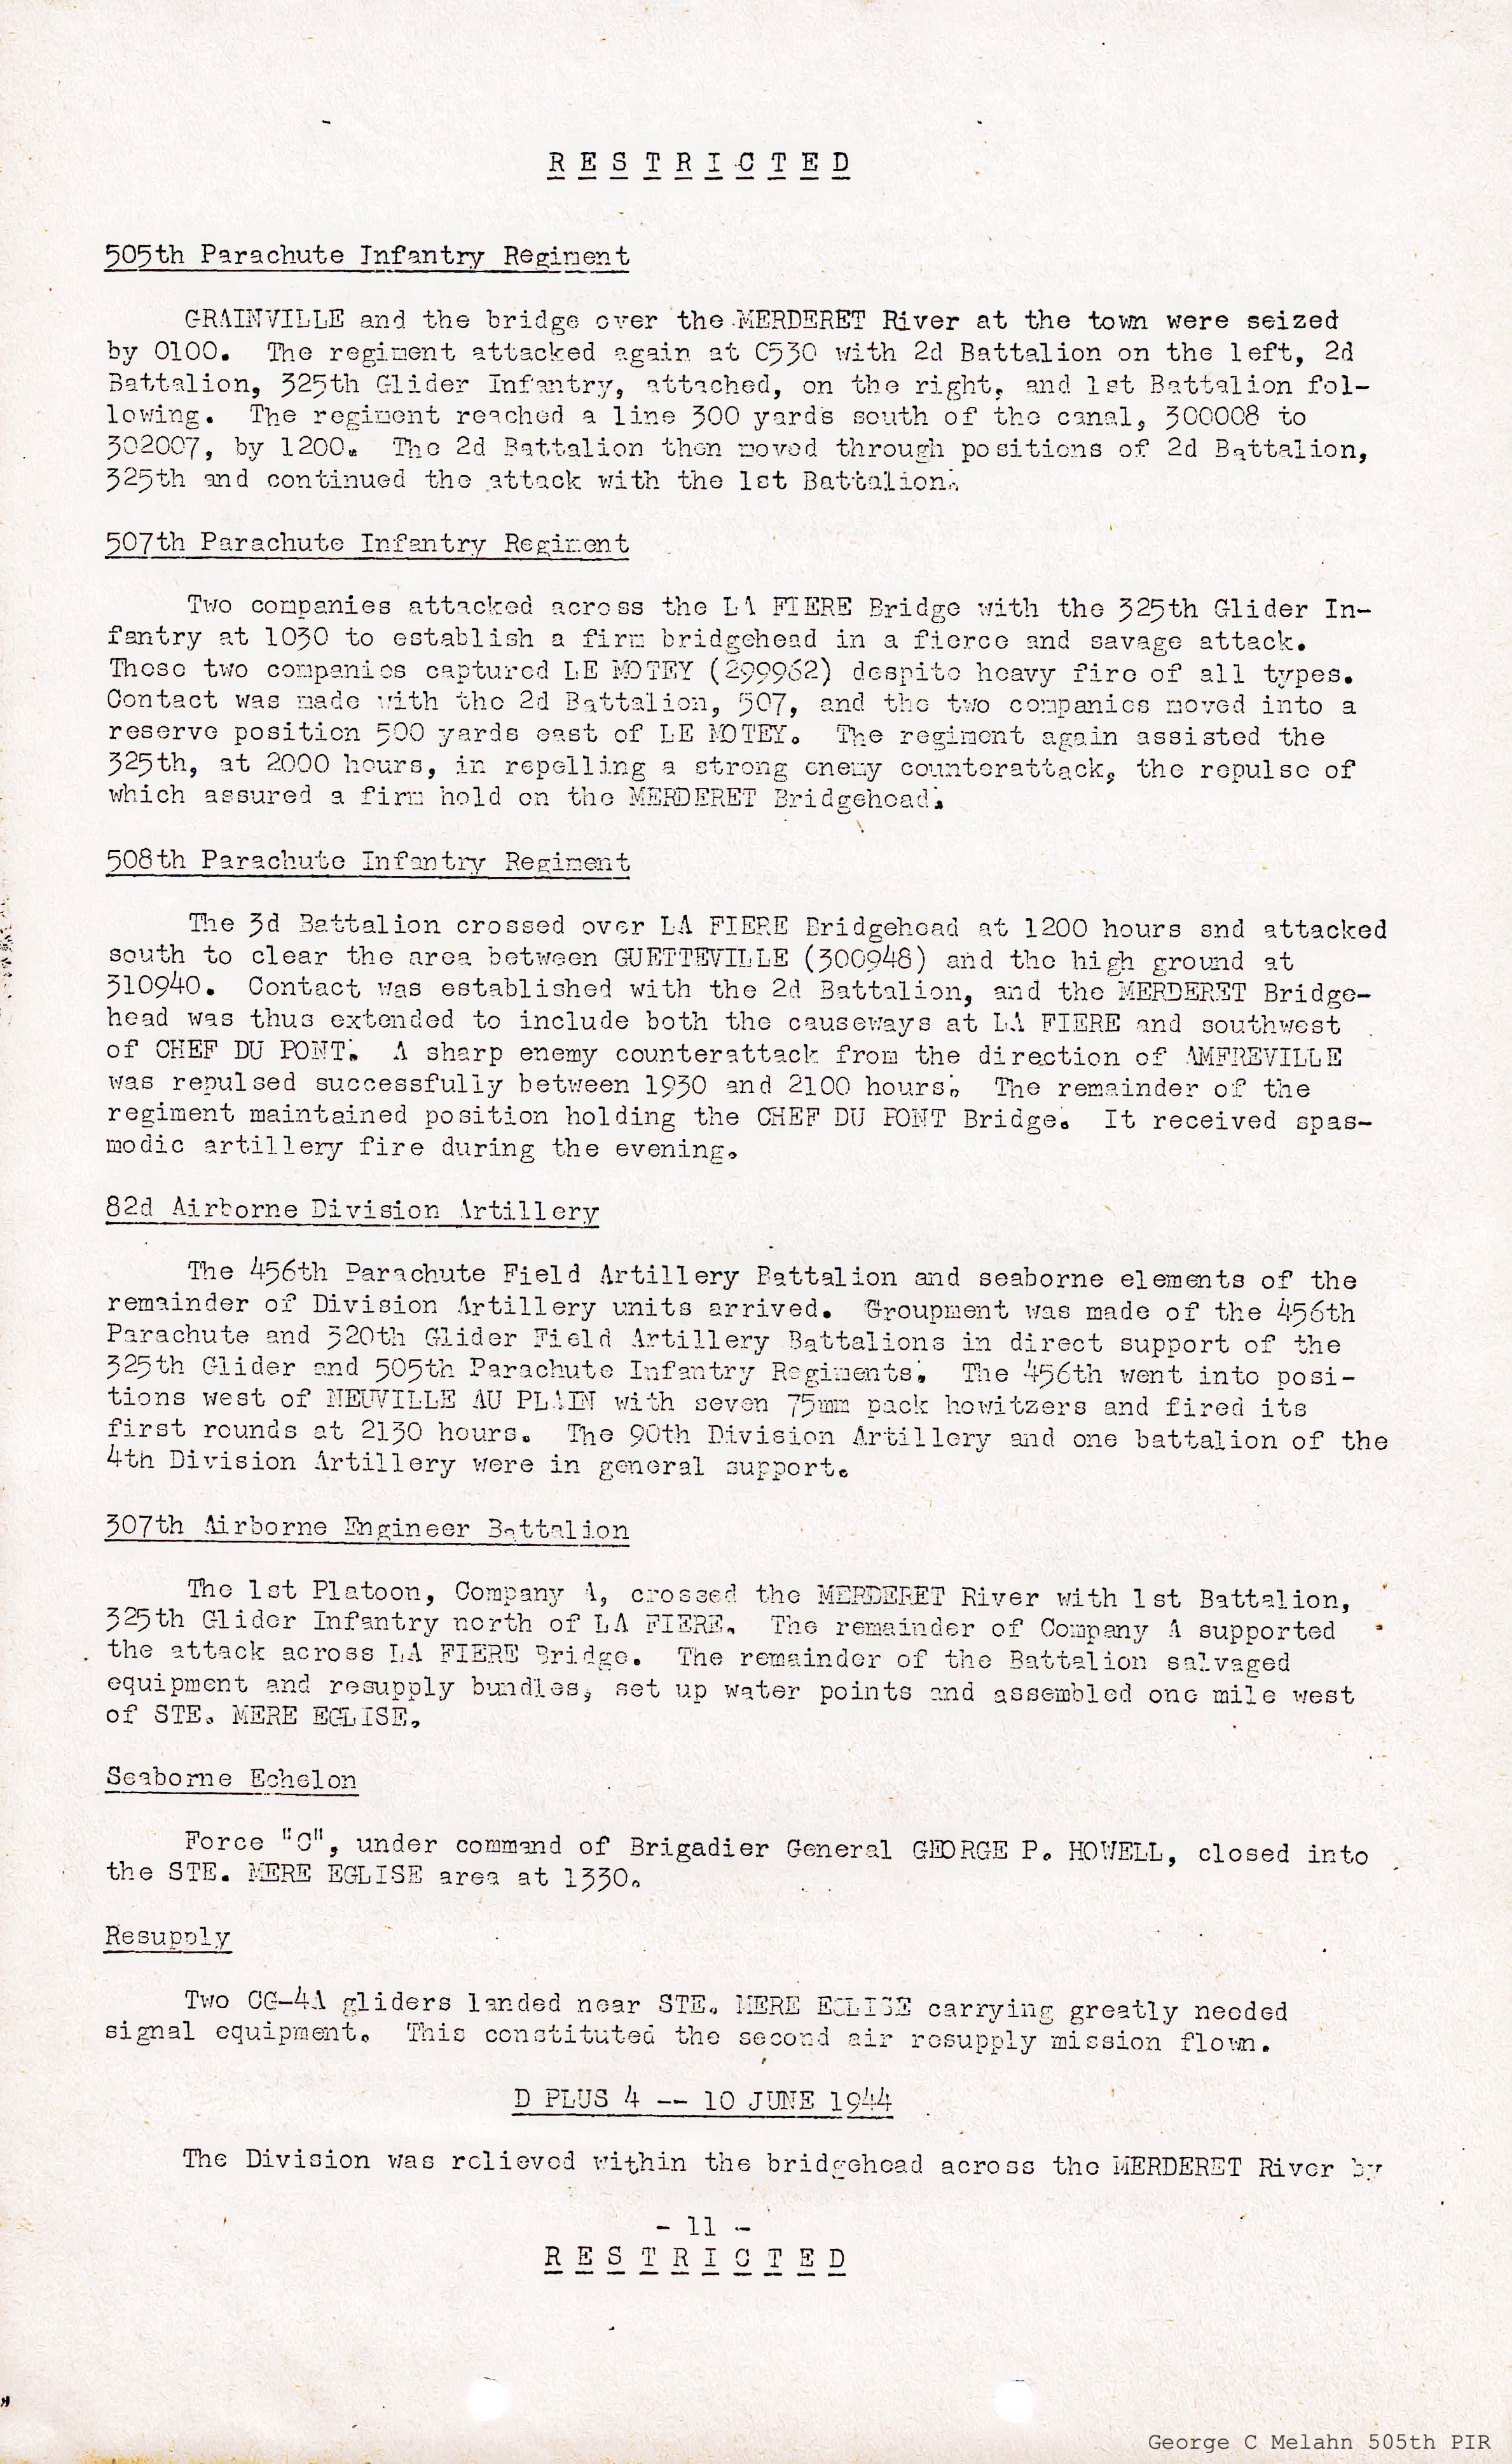 RESTRICTED
505th Parachute Infantry Regiment
GRAINVILLE and the bridge over the MERDERET River at the town were seized
by 0100. The regiment attacked again at 0530 with 2d Battalion on the left, 2d
Battalion, 325th Glider Infantry, attached, on the right, and 1st Battalion fol-
lowing. The regiment reached a line 300 yards south of the canal, 300008 to
302007, by 1200. The 2d Battalion then moved through positions of 2d Battalion,
325th and continued the attack with the 1st Battalion.
507th Parachute Infantry Regiment
Two companies attacked across the LA FIERE Bridge with the 325th Glider In-
fantry at 1030 to establish a firm bridgehead in a fierce and savage attack.
These two companies captured LE MOTEY (299962) despite heavy fire of all types.
Contact was made with the 2d Battalion, 507, and the two companies moved into a
reserve position 500 yards east of LE MOTEY. The regiment again assisted the
325th, at 2000 hours, in repelling a strong enemy counterattack, the repulse of
which assured a firm hold on the MERDERET Bridgehead.
508th Parachute Infantry Regiment
The 3d Battalion crossed over LA FIERE Bridgehead at 1200 hours snd attacked
south to clear the area between GUETTEVILLE (300948) and the high ground at
310940. Contact was established with the 2d Battalion, and the MERDERET Bridge-
head was thus extended to include both the causeways at LA FIERE and southwest
of CHEF DU PONT. A sharp enemy counterattack from the direction of AMFREVILLE
was repulsed successfully between 1930 and 2100 hours. The remainder of the
regiment maintained position holding the CHEF DU PONT Bridge. It received spas-
modic artillery fire during the evening.
82d Airborne Division Artillery
The 456th Parachute Field Artillery Battalion and seaborne elements of the
remainder of Division Artillery units arrived. Groupment was made of the 456th
Parachute and 320th Glider Field Artillery Battalions in direct support of the
325th Glider and 505th Parachute Infantry Regiments. The 456th went into posi-
tions west of NEUVILLE AU PLAIN with seven 75mm pack howitzers and fired its
first rounds at 2130 hours. The 90th Division Artillery and one battalion of the
4th Division Artillery were in general support.
307th Airborne Engineer Battalion
The 1st Platoon, Company A, crossed the MERDERET River with 1st Battalion,
325th Glider Infantry north of LA FIERE. The remainder of Company A supported
the attack across LA FIERE Bridge. The remainder of the Battalion salvaged
equipment and resupply bundles, set up water points and assembled one mile west
of STE. MERE EGLISE.
Seaborne Echelon
Force "C", under command of Brigadier General GEORGE P. HOWELL, closed into
the STE. MERE EGLISE area at 1330.
Resupply
Two CG-4A gliders landed near STE. MERE EGLISE carrying greatly needed
signal equipment. This constituted the second air resupply mission flown.
D PLUS 4 -- 10 JUNE 1944
The Division was relieved within the bridgehead across the MERDERET River by
- 11 -
RESTRICTED
George C Melahn 505th PIR